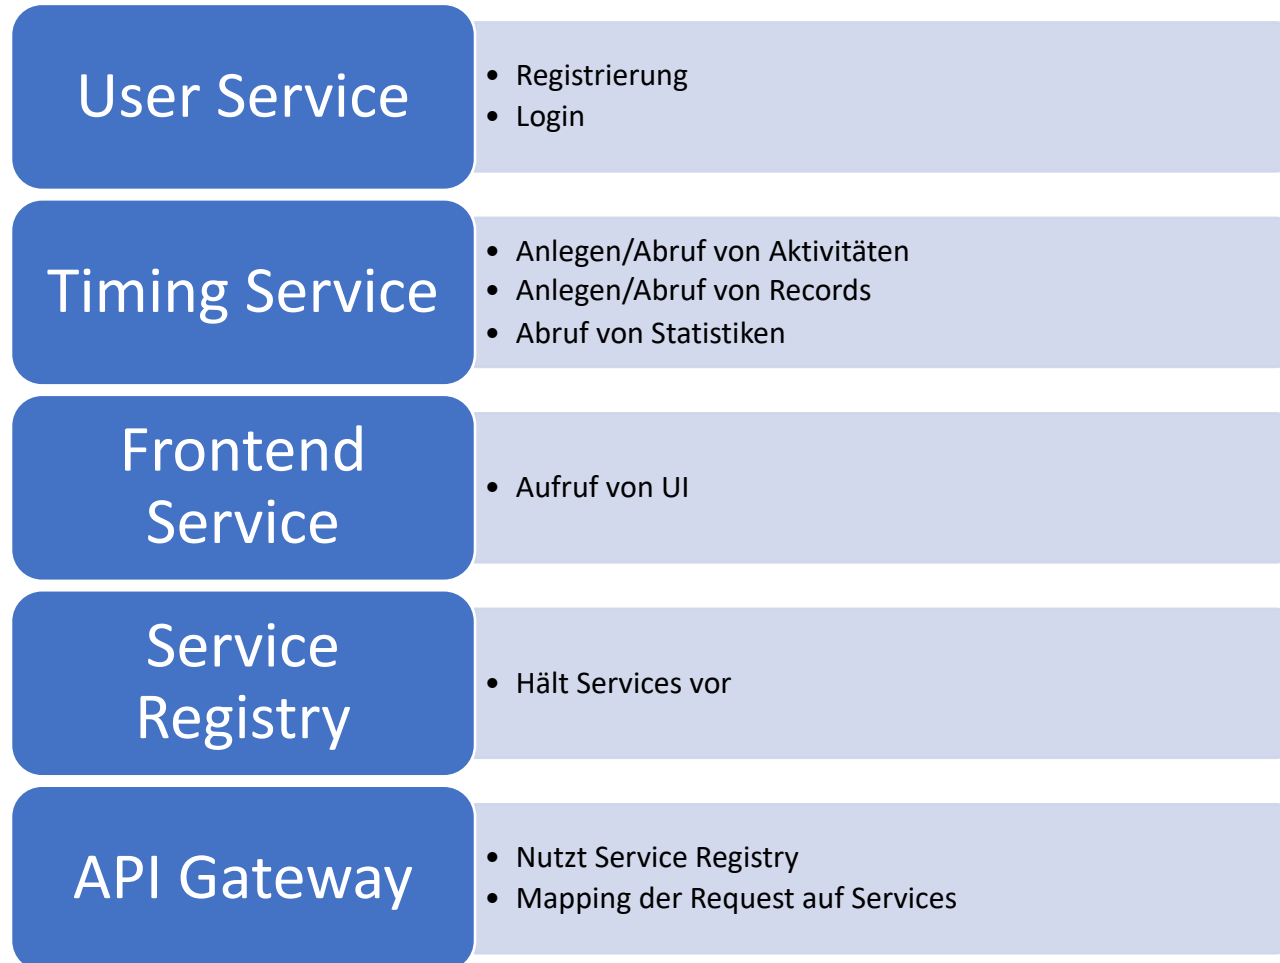 User Service
• Registrierung
• Login
Timing Service
• Anlegen/Abruf von Aktivitäten
• Anlegen/Abruf von Records
• Abruf von Statistiken
Frontend
Service
• Aufruf von UI
Service
Registry
• Hält Services vor
API Gateway
• Nutzt Service Registry
• Mapping der Request auf Services